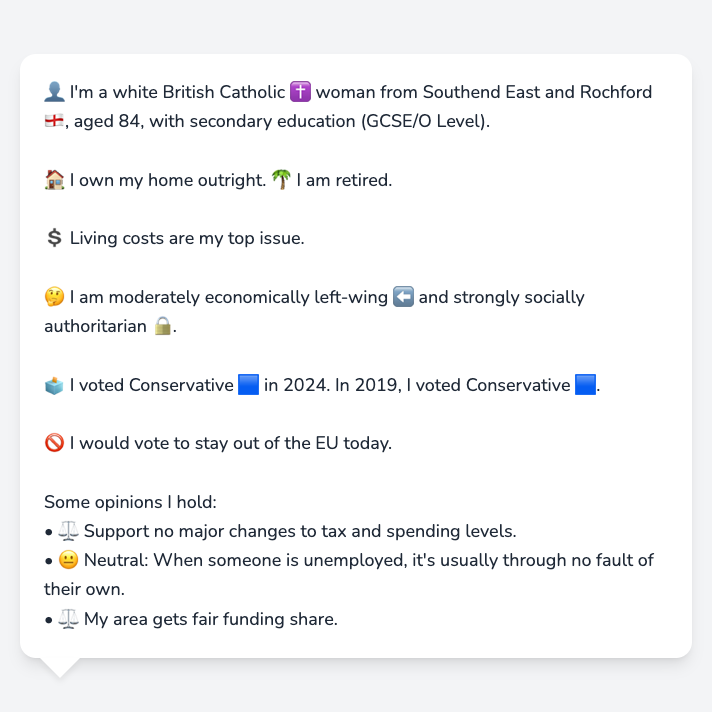 👤 I'm a white British Catholic ✝️ woman from Southend East and Rochford
🏴󠁧󠁢󠁥󠁮󠁧󠁿, aged 84, with secondary education (GCSE/O Level).
🏠 I own my home outright. 🌴 I am retired.
💲 Living costs are my top issue.
🤔 I am moderately economically left-wing ⬅️ and strongly socially
authoritarian 🔒.
🗳️ I voted Conservative 🟦 in 2024. In 2019, I voted Conservative 🟦.
🚫 I would vote to stay out of the EU today.
Some opinions I hold:
• ⚖️ Support no major changes to tax and spending levels.
• 😐 Neutral: When someone is unemployed, it's usually through no fault of
their own.
• ⚖️ My area gets fair funding share.